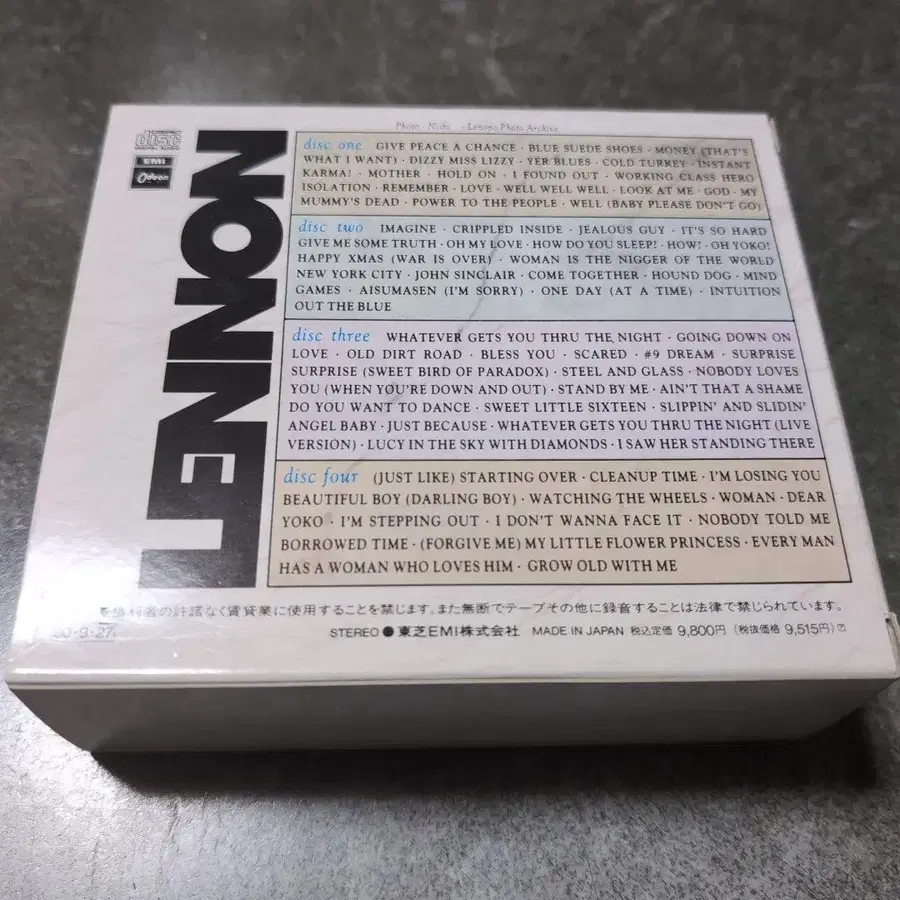 Photo · Nishi - Lenono Photo Archive
COMPACT
disc
DIGITAL AUDIO
EMI
Odeon
LENNON
disc one GIVE PEACE A CHANCE · BLUE SUEDE SHOES · MONEY (THAT'S
WHAT I WANT) · DIZZY MISS LIZZY · YER BLUES · COLD TURKEY · INSTANT
KARMA! · MOTHER · HOLD ON · I FOUND OUT · WORKING CLASS HERO
ISOLATION · REMEMBER · LOVE · WELL WELL WELL · LOOK AT ME · GOD · MY
MUMMY'S DEAD · POWER TO THE PEOPLE · WELL (BABY PLEASE DON'T GO)
disc two IMAGINE · CRIPPLED INSIDE · JEALOUS GUY · IT'S SO HARD
GIVE ME SOME TRUTH · OH MY LOVE · HOW DO YOU SLEEP? · HOW? · OH YOKO!
HAPPY XMAS (WAR IS OVER) · WOMAN IS THE NIGGER OF THE WORLD
NEW YORK CITY · JOHN SINCLAIR · COME TOGETHER · HOUND DOG · MIND
GAMES · AISUMASEN (I'M SORRY) · ONE DAY (AT A TIME) · INTUITION
OUT THE BLUE
disc three WHATEVER GETS YOU THRU THE NIGHT · GOING DOWN ON
LOVE · OLD DIRT ROAD · BLESS YOU · SCARED · #9 DREAM · SURPRISE
SURPRISE (SWEET BIRD OF PARADOX) · STEEL AND GLASS · NOBODY LOVES
YOU (WHEN YOU'RE DOWN AND OUT) · STAND BY ME · AIN'T THAT A SHAME
DO YOU WANT TO DANCE · SWEET LITTLE SIXTEEN · SLIPPIN' AND SLIDIN'
ANGEL BABY · JUST BECAUSE · WHATEVER GETS YOU THRU THE NIGHT (LIVE
VERSION) · LUCY IN THE SKY WITH DIAMONDS · I SAW HER STANDING THERE
disc four (JUST LIKE) STARTING OVER · CLEANUP TIME · I'M LOSING YOU
BEAUTIFUL BOY (DARLING BOY) · WATCHING THE WHEELS · WOMAN · DEAR
YOKO · I'M STEPPING OUT · I DON'T WANNA FACE IT · NOBODY TOLD ME
BORROWED TIME · (FORGIVE ME) MY LITTLE FLOWER PRINCESS · EVERY MAN
HAS A WOMAN WHO LOVES HIM · GROW OLD WITH ME
を権利者の許諾なく賃貸業に使用することを禁じます。また無断でテープその他に録音することは法律で禁じられています。
90·9·27. STEREO ● 東芝EMI株式会社 MADE IN JAPAN 税込定価 9,800円 (税抜価格 9,515円)